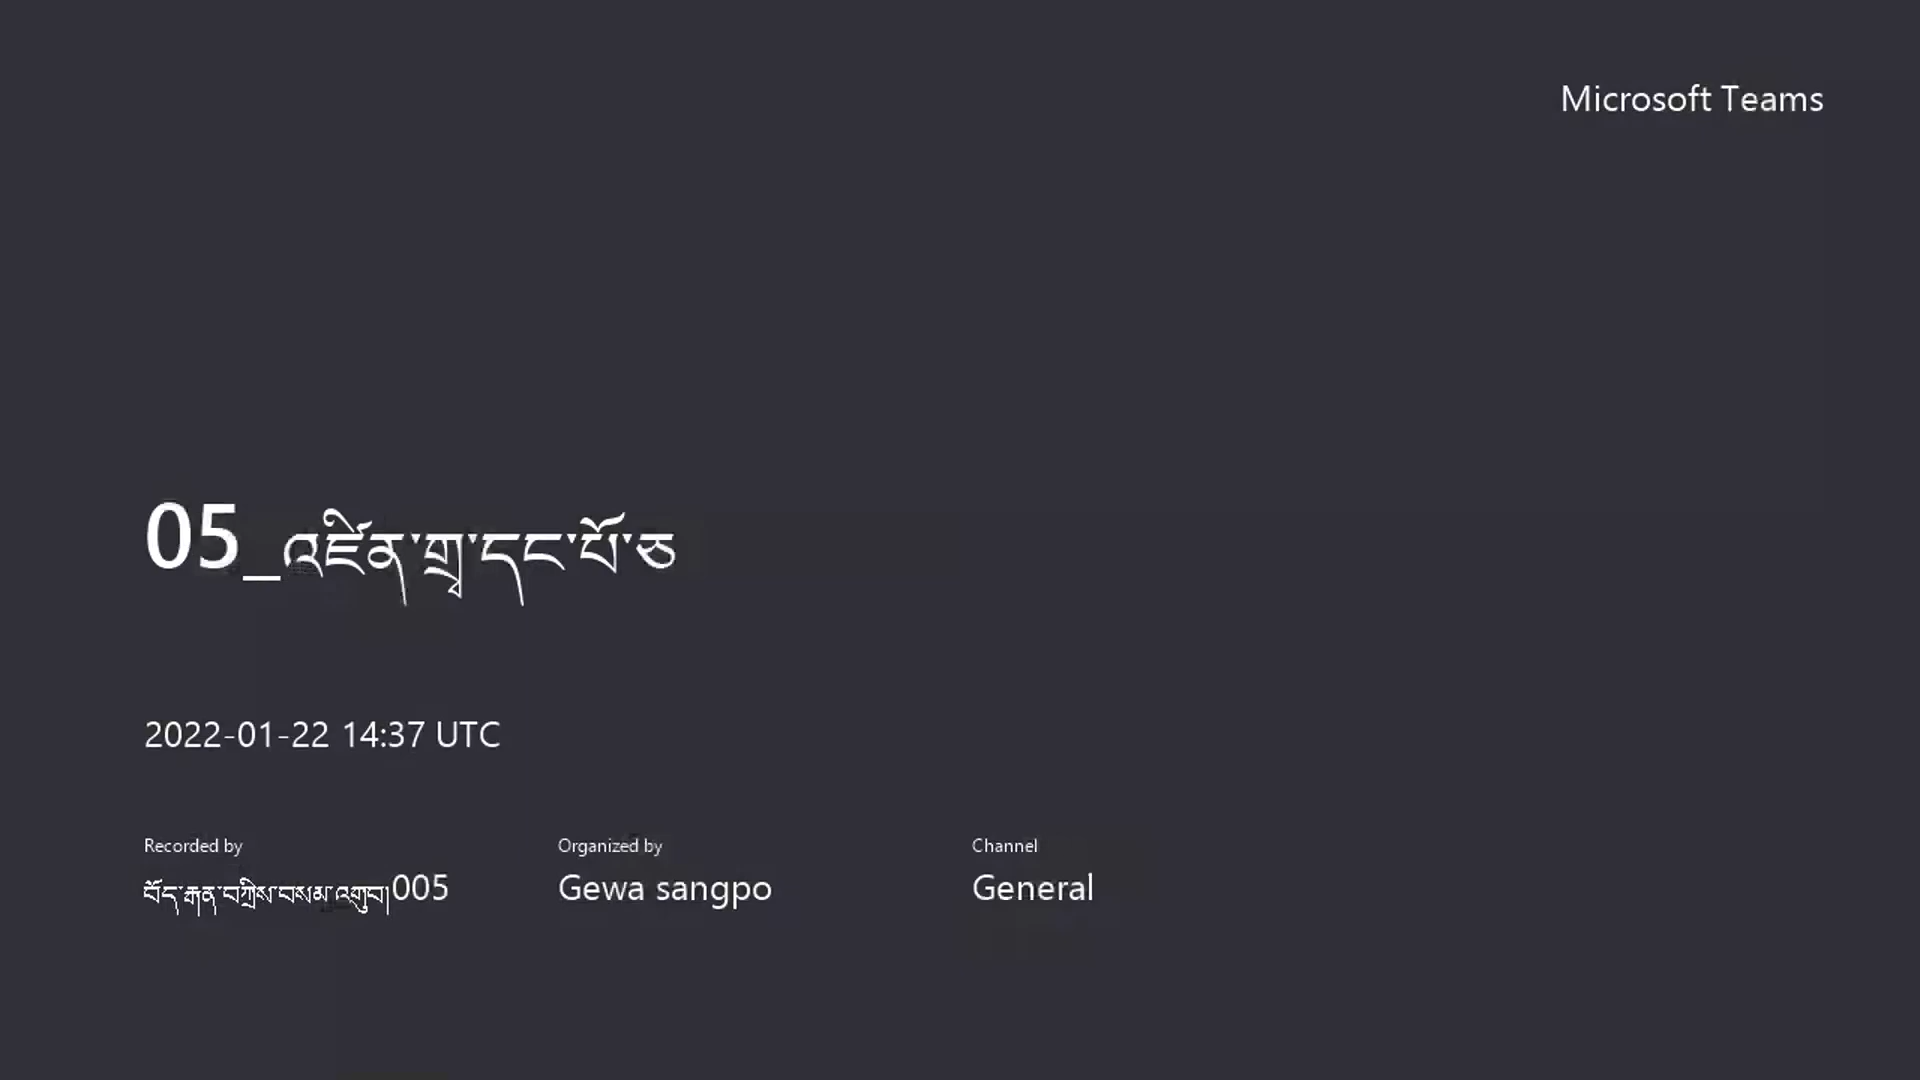 Microsoft Teams
05_འཛིན་གྲྭ་དང་པོ་ཅ
2022-01-22 14:37 UTC
Recorded by
བོད་རྒན་བཀྲིས་བསམ་འགྲུབ།005
Organized by
Gewa sangpo
Channel
General